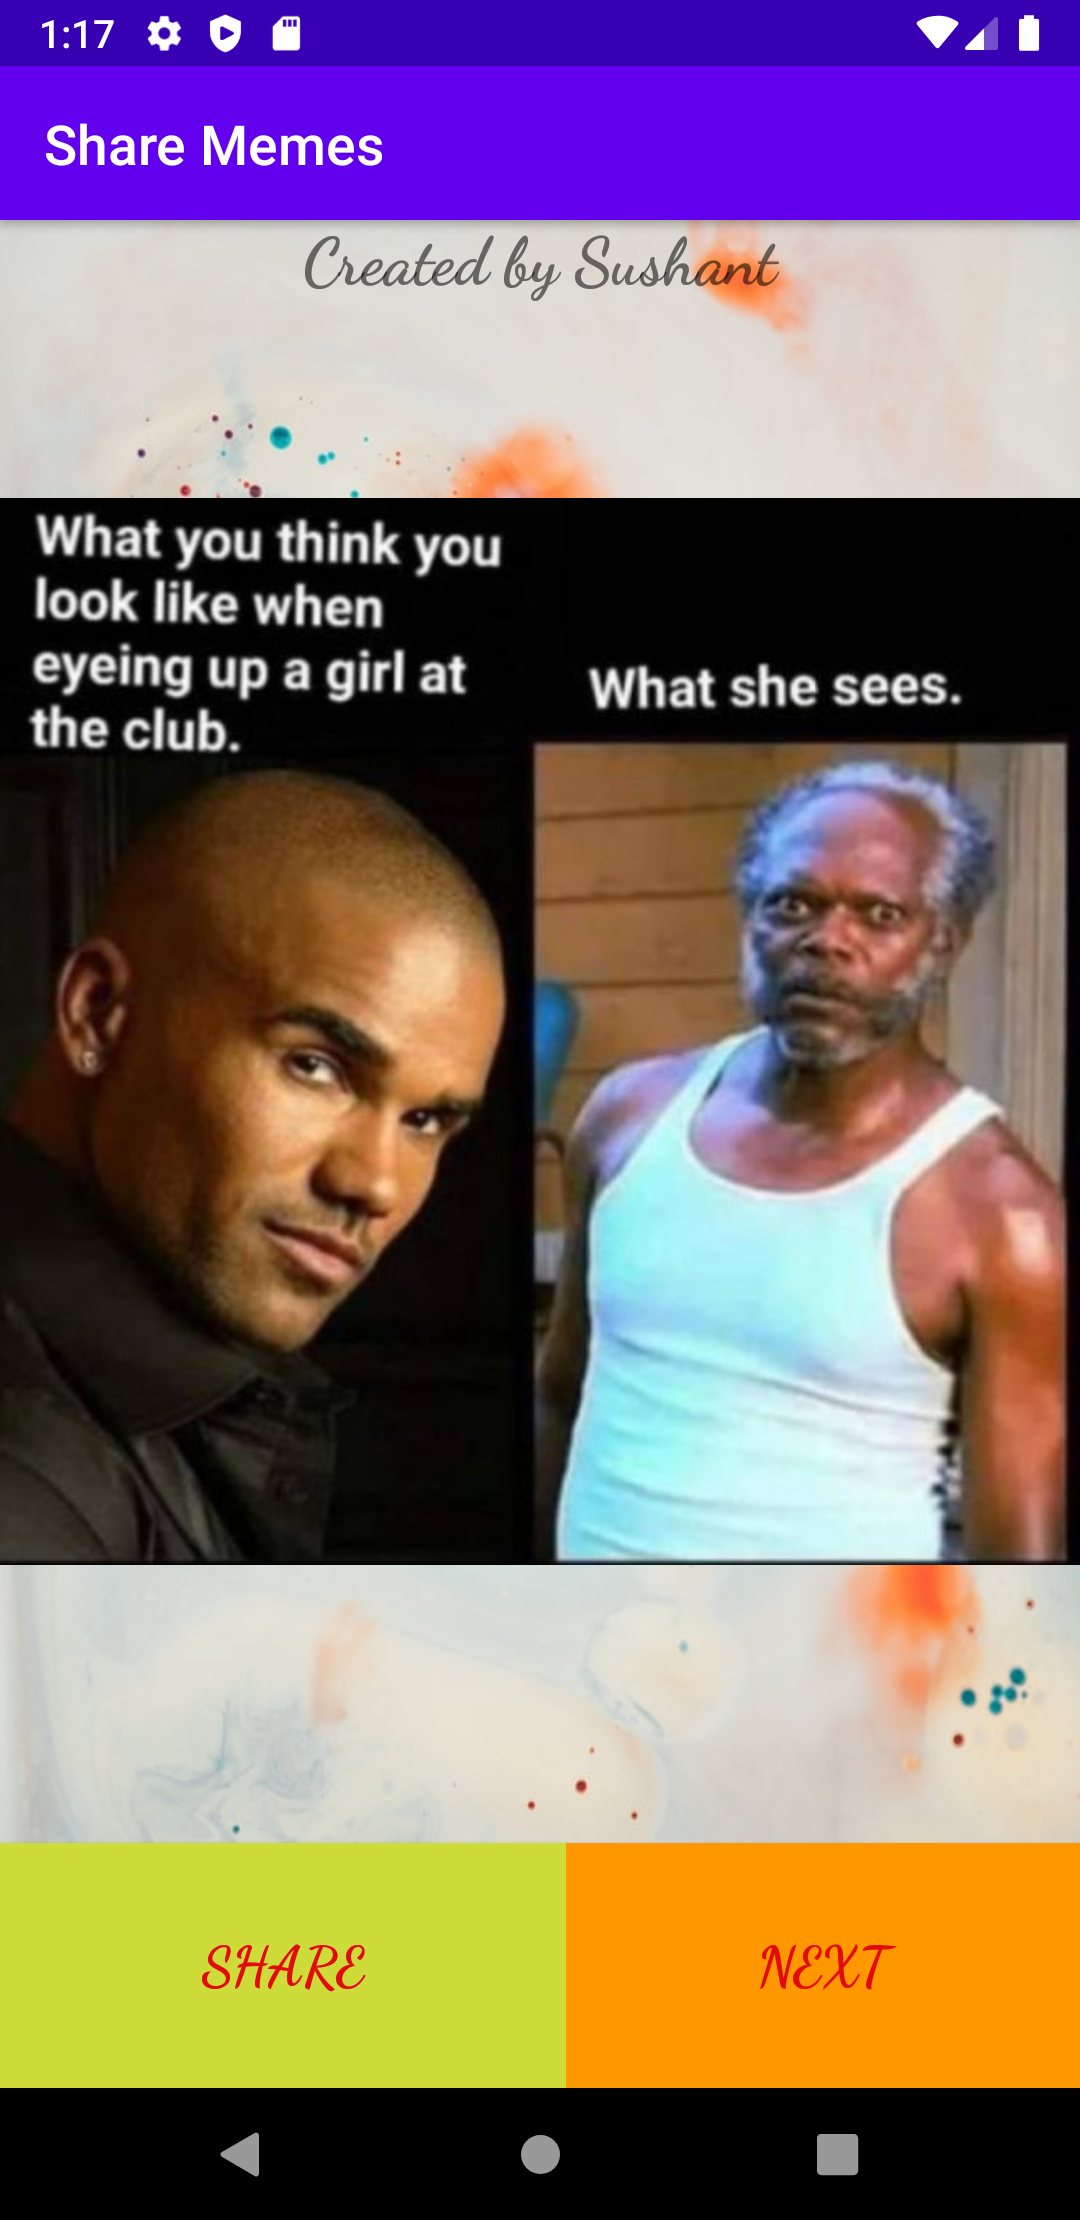 1:17
Share Memes
Created by Sushant
What you think you
look like when
eyeing up a girl at
the club.
What she sees.
SHARE
NEXT